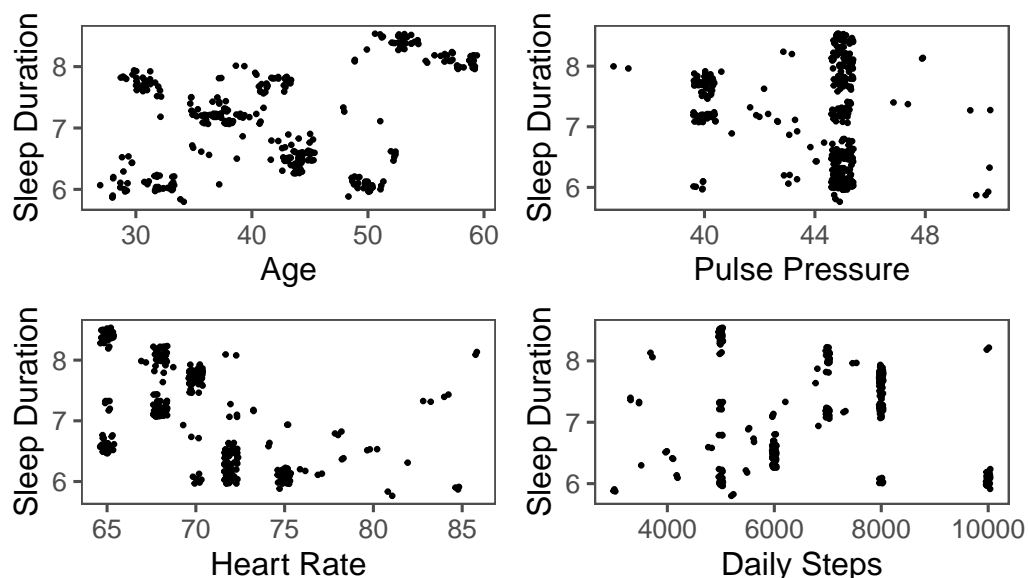 Sleep Duration
8
7
6
30 40 50 60
Age
Sleep Duration
8
7
6
40 44 48
Pulse Pressure
Sleep Duration
8
7
6
65 70 75 80 85
Heart Rate
Sleep Duration
8
7
6
4000 6000 8000 10000
Daily Steps